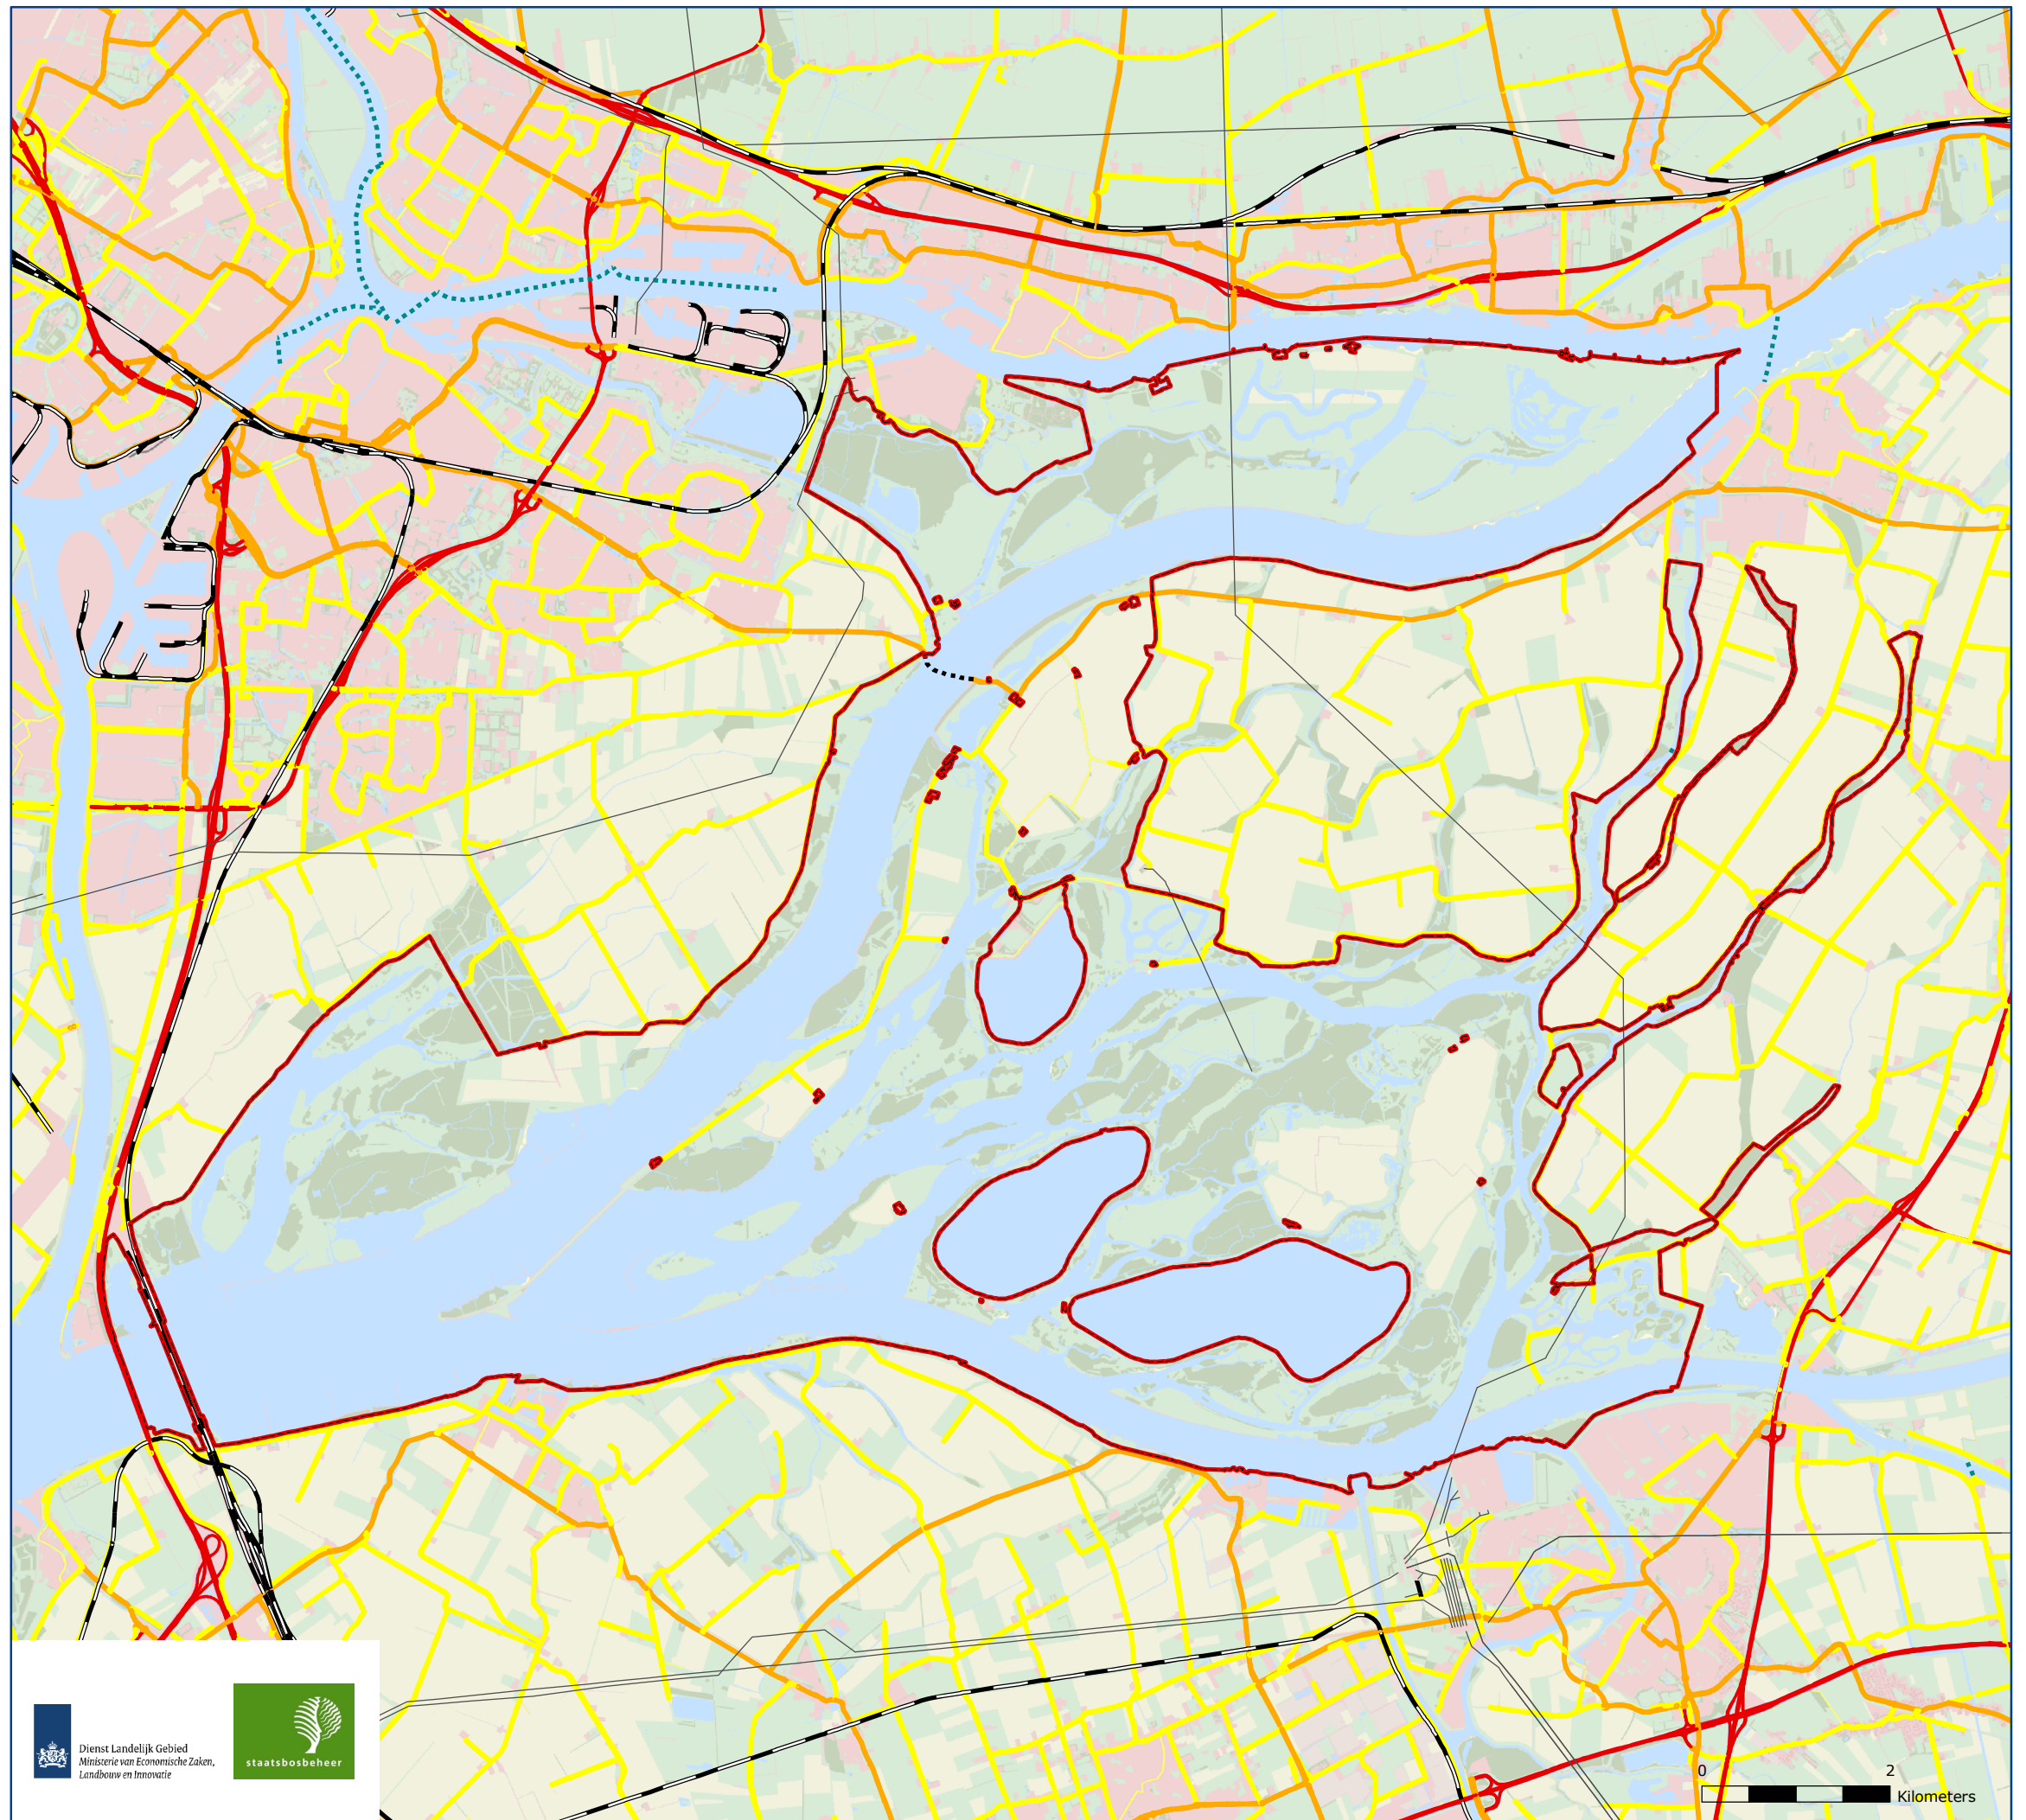 Dienst Landelijk Gebied
Ministerie van Economische Zaken,
Landbouw en Innovatie
staatsbosbeheer
0 2
Kilometers